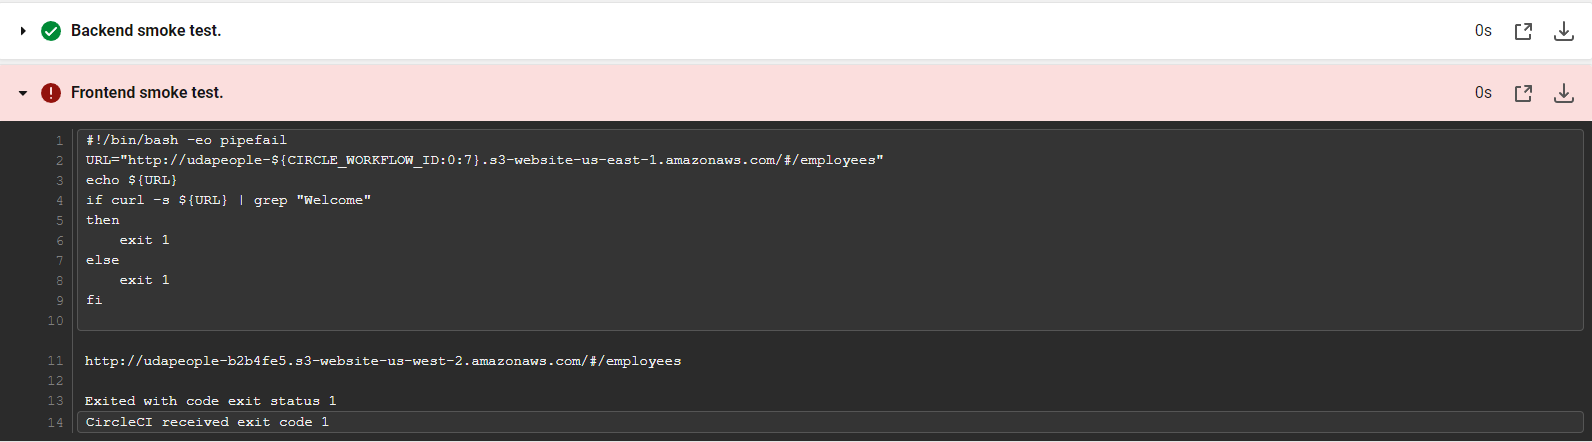 Backend smoke test.
0s
Frontend smoke test.
0s
1 #!/bin/bash -eo pipefail
2 URL="http://udapeople-${CIRCLE_WORKFLOW_ID:0:7}.s3-website-us-east-1.amazonaws.com/#/employees"
3 echo ${URL}
4 if curl -s ${URL} | grep "Welcome"
5 then
6     exit 1
7 else
8     exit 1
9 fi
10
11 http://udapeople-b2b4fe5.s3-website-us-west-2.amazonaws.com/#/employees
12
13 Exited with code exit status 1
14 CircleCI received exit code 1